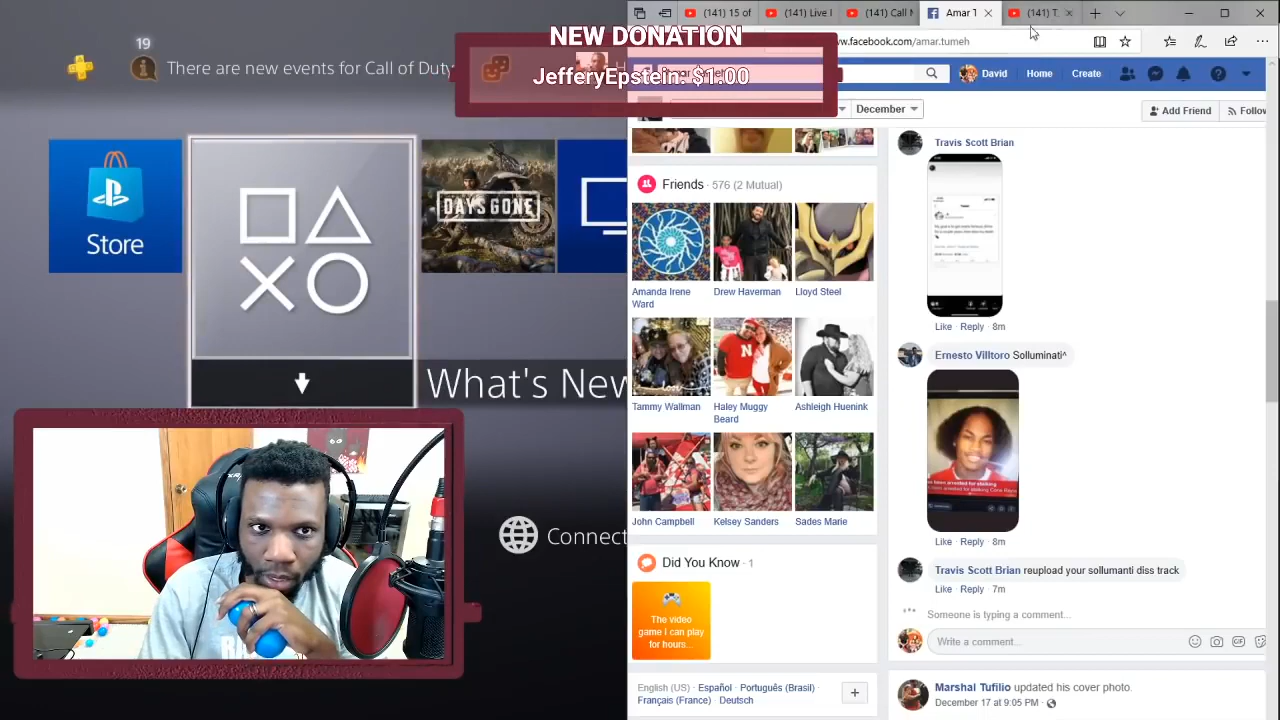 19
There are new events for Call of Duty
NEW DONATION
JefferyEpstein: $1.00
(141) 15 of
(141) Live I
(141) Call M
Amar T
(141) T
w.facebook.com/amar.tumeh
David
Home
Create
December
Add Friend
Follow
Store
DAYS GONE
What's New
Connect
Friends · 576 (2 Mutual)
Amanda Irene
Ward
Drew Haverman
Lloyd Steel
Tammy Wallman
Haley Muggy
Beard
Ashleigh Huenink
John Campbell
Kelsey Sanders
Sades Marie
Did You Know · 1
The video
game I can play
for hours...
English (US) · Español · Português (Brasil) ·
Français (France) · Deutsch
Travis Scott Brian
Like · Reply · 8m
Ernesto Villtoro Solluminati^
Like · Reply · 8m
Travis Scott Brian reupload your sollumanti diss track
Like · Reply · 7m
Someone is typing a comment...
Write a comment...
GIF
Marshal Tufilio updated his cover photo.
December 17 at 9:05 PM ·